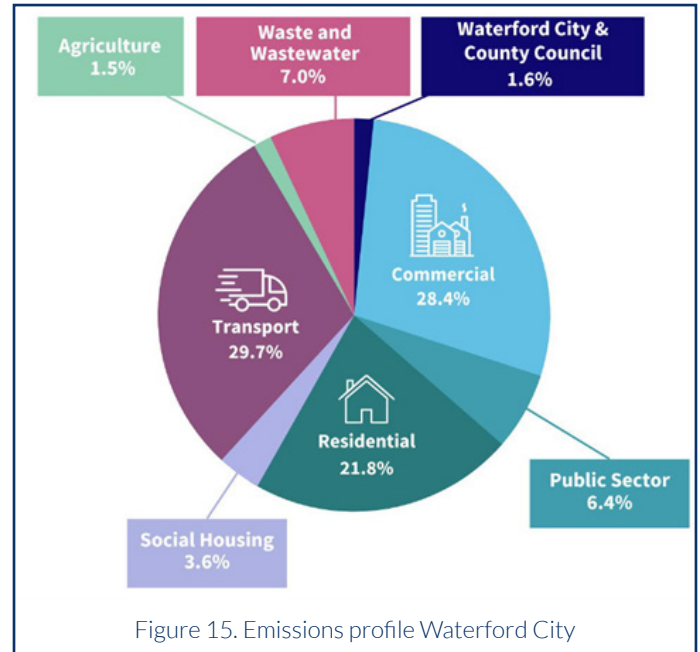 Agriculture
1.5%
Waste and
Wastewater
7.0%
Waterford City &
County Council
1.6%
Commercial
28.4%
Transport
29.7%
Residential
21.8%
Public Sector
6.4%
Social Housing
3.6%
Figure 15. Emissions profile Waterford City